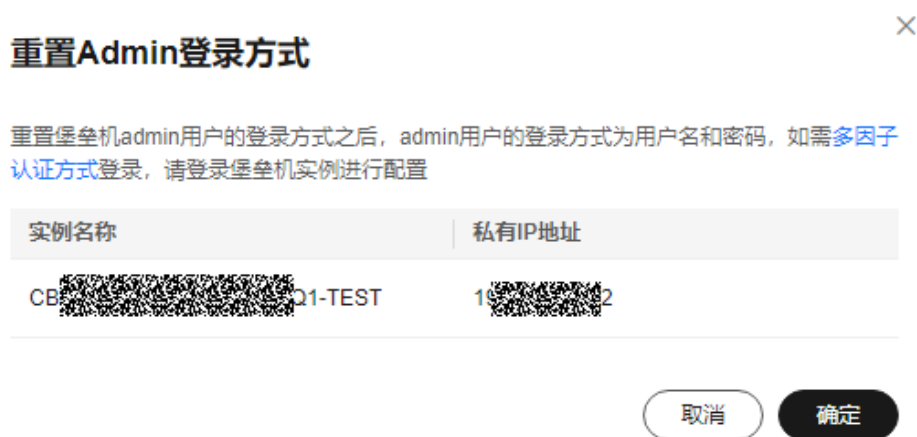 重置Admin登录方式
重置堡垒机admin用户的登录方式之后，admin用户的登录方式为用户名和密码，如需多因子
认证方式登录，请登录堡垒机实例进行配置
实例名称 私有IP地址
CB Q1-TEST 19 2
取消 确定